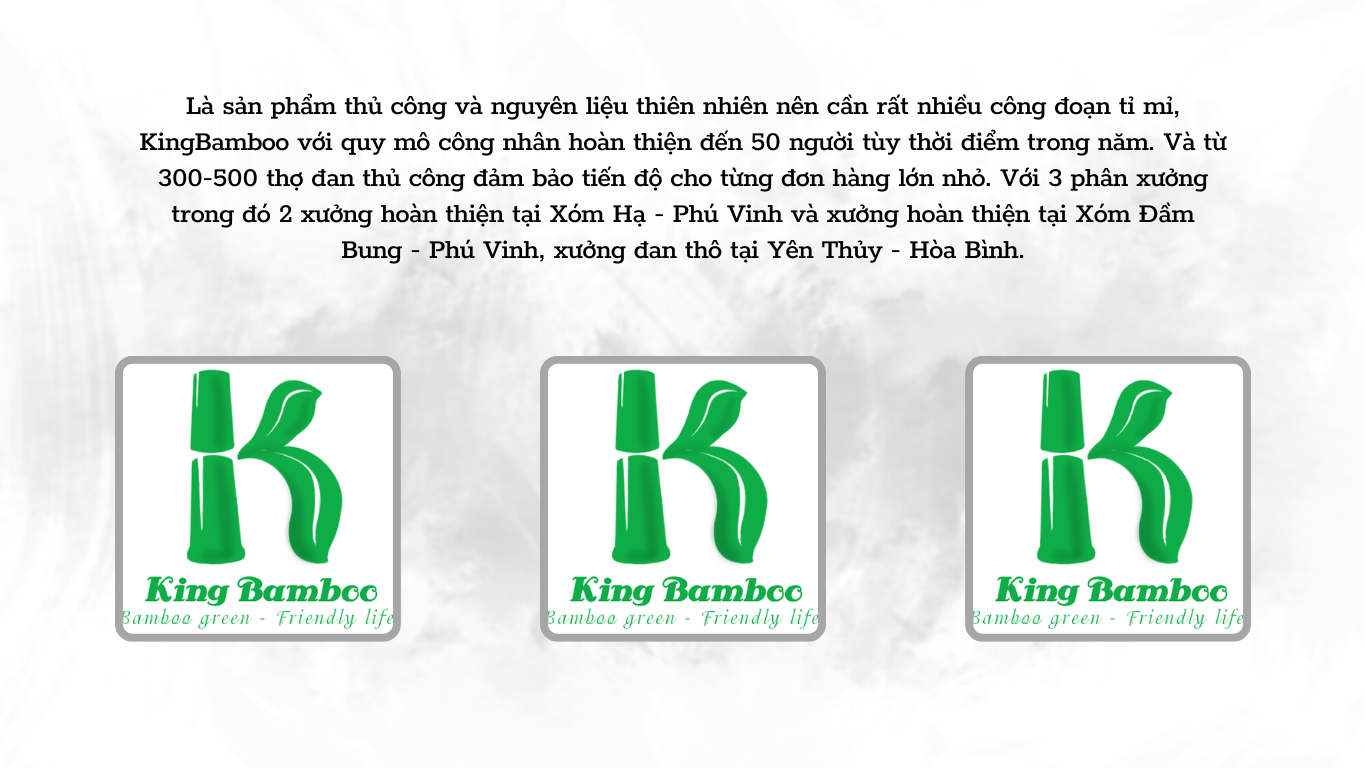 Là sản phẩm thủ công và nguyên liệu thiên nhiên nên cần rất nhiều công đoạn tỉ mỉ,
KingBamboo với quy mô công nhân hoàn thiện đến 50 người tùy thời điểm trong năm. Và từ
300-500 thợ đan thủ công đảm bảo tiến độ cho từng đơn hàng lớn nhỏ. Với 3 phân xưởng
trong đó 2 xưởng hoàn thiện tại Xóm Hạ - Phú Vinh và xưởng hoàn thiện tại Xóm Đầm
Bung - Phú Vinh, xưởng đan thô tại Yên Thủy - Hòa Bình.
King Bamboo
Bamboo green - Friendly life
King Bamboo
Bamboo green - Friendly life
King Bamboo
Bamboo green - Friendly life